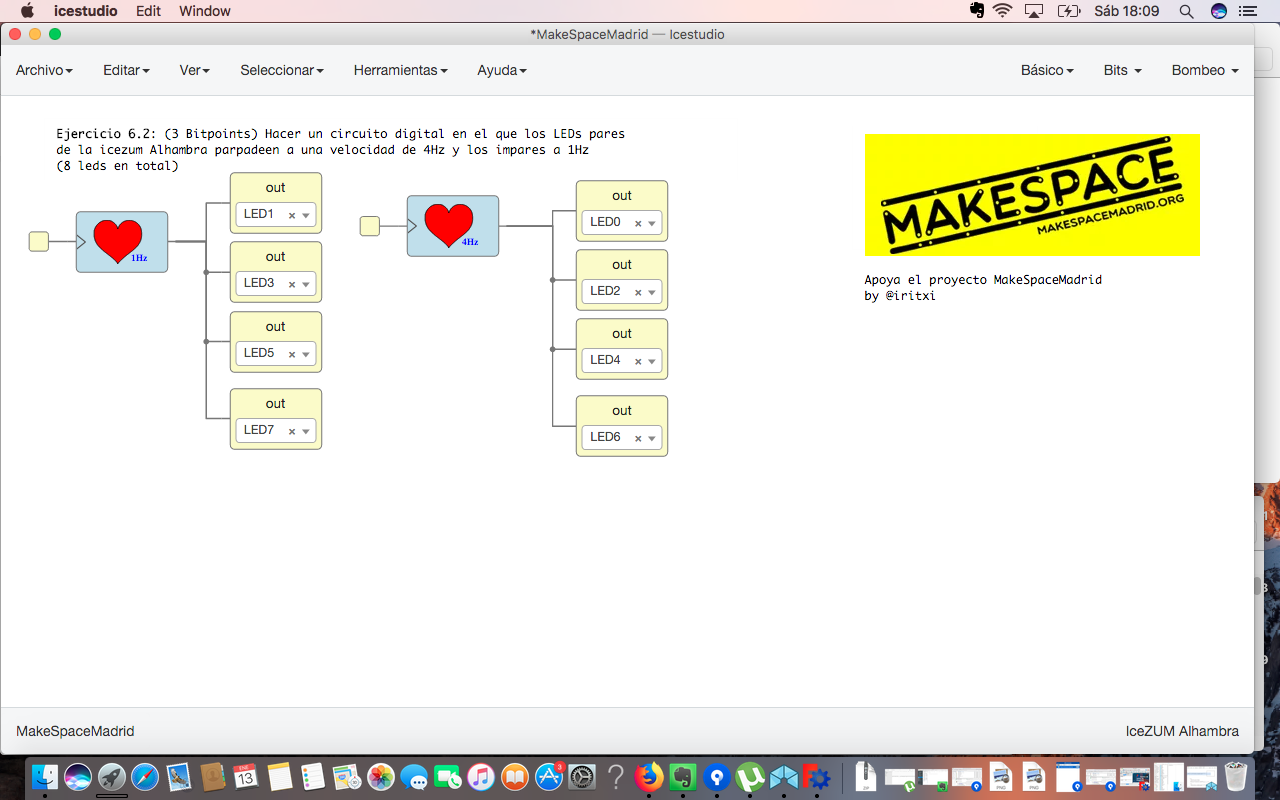 icestudio Edit Window Sáb 18:09
*MakeSpaceMadrid — Icestudio
Archivo Editar Ver Seleccionar Herramientas Ayuda Básico Bits Bombeo
Ejercicio 6.2: (3 Bitpoints) Hacer un circuito digital en el que los LEDs pares
de la icezum Alhambra parpadeen a una velocidad de 4Hz y los impares a 1Hz
(8 leds en total)
1Hz
out
LED1
out
LED3
out
LED5
out
LED7
4Hz
out
LED0
out
LED2
out
LED4
out
LED6
MAKESPACE
MAKESPACEMADRID.ORG
Apoya el proyecto MakeSpaceMadrid
by @iritxi
MakeSpaceMadrid IceZUM Alhambra
ENE
13
3